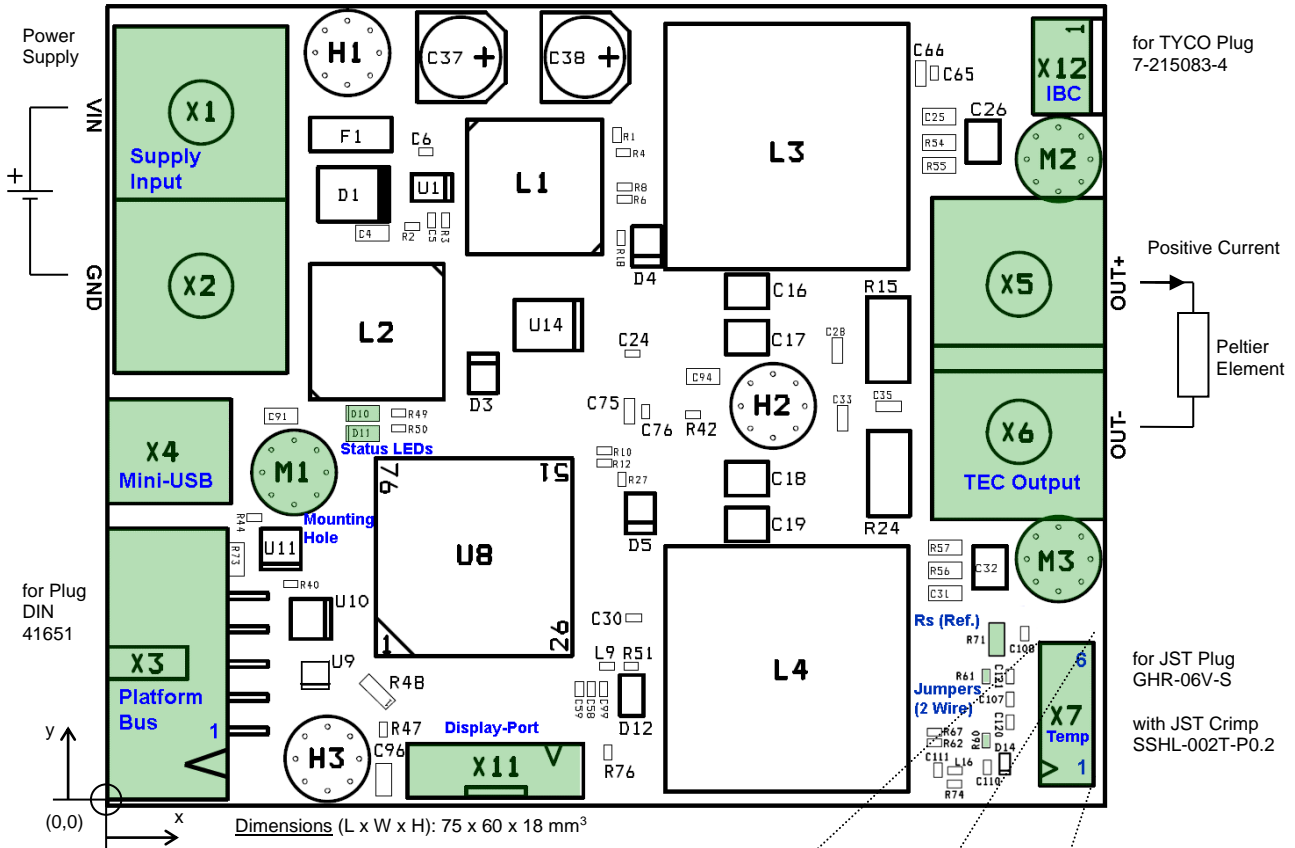 Power
Supply
VIN
+
GND
X1
Supply
Input
X2
H1
C37
+
C38
+
F1
C6
D1
U1
C4
R2
C5
R3
L1
R1
R4
R8
R6
R18
D4
L3
C66
C65
C25
R54
R55
C26
1
X12
IBC
for TYCO Plug
7-215083-4
M2
L2
U14
D3
C24
C16
C17
R15
C28
X5
OUT+
Positive Current
Peltier
Element
C94
H2
C75
C76
R42
C33
C35
X6
TEC Output
OUT-
C91
D10
D11
R49
R50
Status LEDs
X4
Mini-USB
M1
Mounting
Hole
R10
R12
R27
D5
C18
C19
R24
R44
R73
U11
76
51
U8
1
26
R40
U10
U9
for Plug
DIN
41651
X3
Platform
Bus
1
R57
R56
C31
C32
M3
C30
L9
R51
C59
C58
C99
D12
R76
L4
Rs (Ref.)
R71
C108
R61
C121
C107
Jumpers
(2 Wire)
C120
R67
R62
R60
D14
C111
L16
R74
C110
6
X7
Temp
1
for JST Plug
GHR-06V-S
with JST Crimp
SSHL-002T-P0.2
R48
R47
C96
H3
Display-Port
X11
y
(0,0)
x
Dimensions (L x W x H): 75 x 60 x 18 mm³